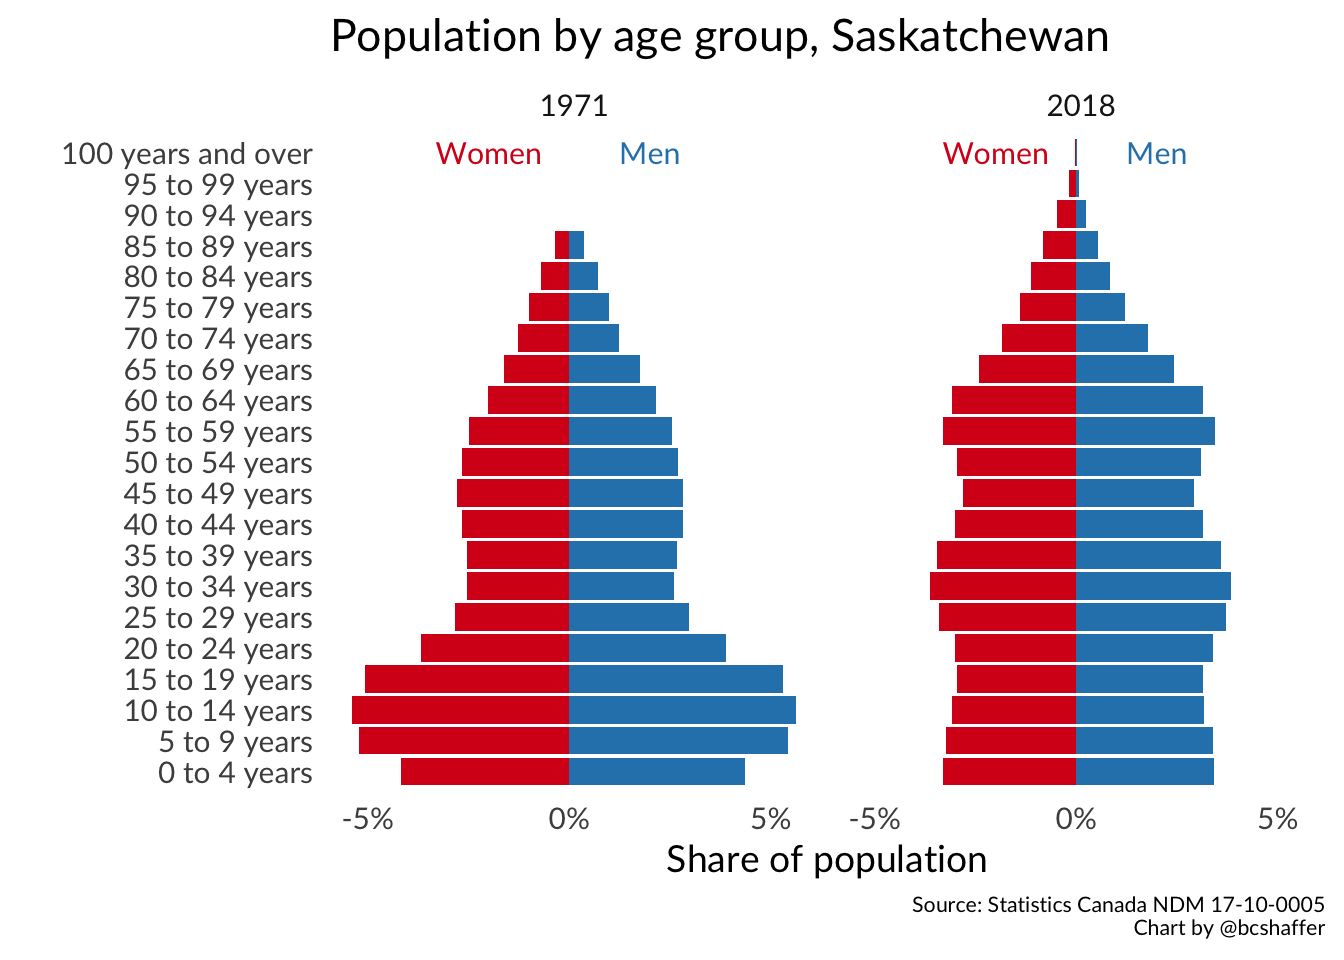 Population by age group, Saskatchewan
1971
2018
Women Men
Women Men
100 years and over
95 to 99 years
90 to 94 years
85 to 89 years
80 to 84 years
75 to 79 years
70 to 74 years
65 to 69 years
60 to 64 years
55 to 59 years
50 to 54 years
45 to 49 years
40 to 44 years
35 to 39 years
30 to 34 years
25 to 29 years
20 to 24 years
15 to 19 years
10 to 14 years
5 to 9 years
0 to 4 years
-5% 0% 5% -5% 0% 5%
Share of population
Source: Statistics Canada NDM 17-10-0005
Chart by @bcshaffer